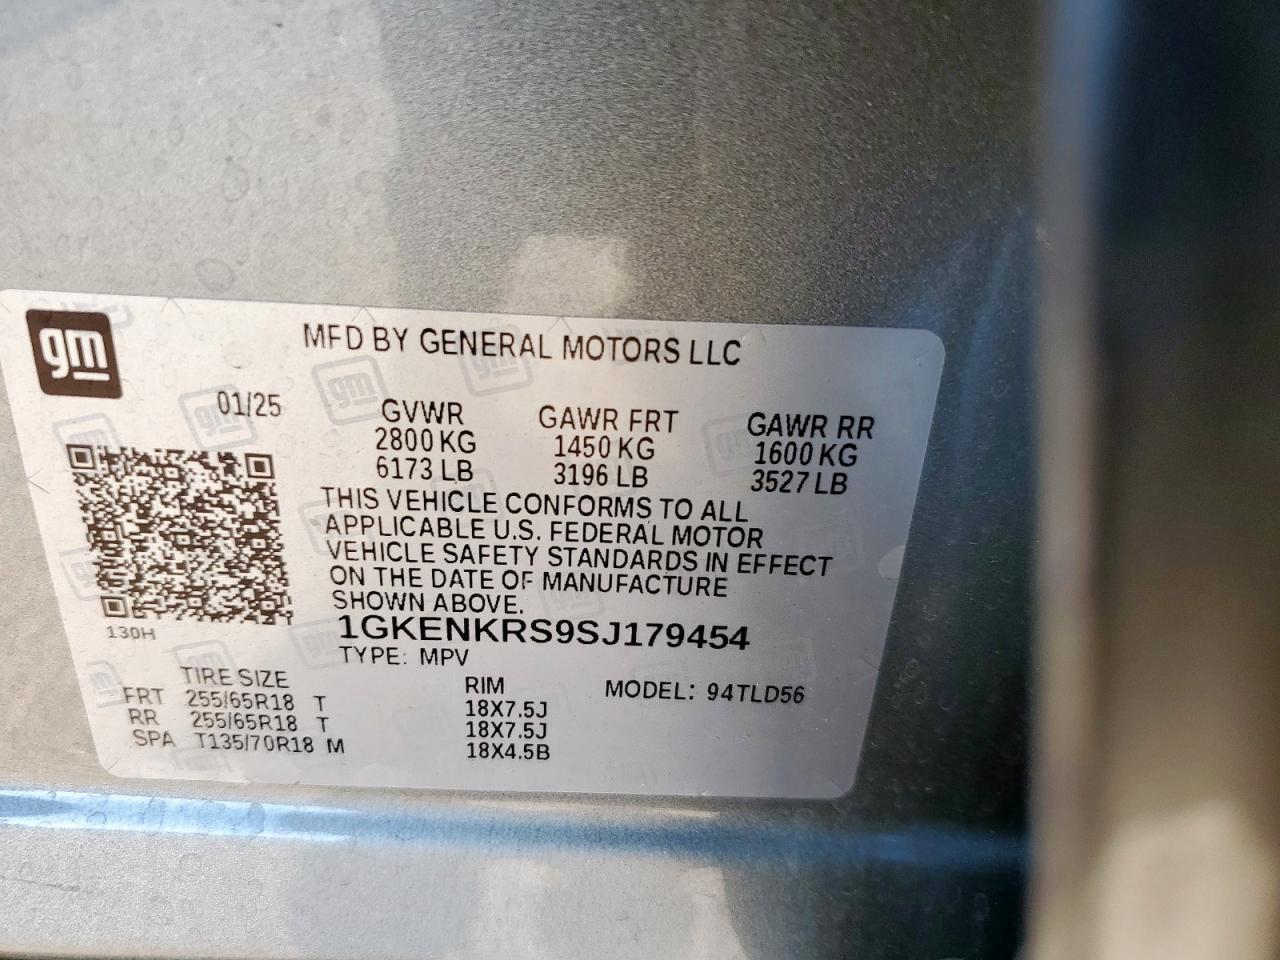 gm
MFD BY GENERAL MOTORS LLC
01/25
GVWR GAWR FRT GAWR RR
2800 KG 1450 KG 1600 KG
6173 LB 3196 LB 3527 LB
THIS VEHICLE CONFORMS TO ALL
APPLICABLE U.S. FEDERAL MOTOR
VEHICLE SAFETY STANDARDS IN EFFECT
ON THE DATE OF MANUFACTURE
SHOWN ABOVE.
130H
1GKENKRS9SJ179454
TYPE: MPV
TIRE SIZE RIM MODEL: 94TLD56
FRT 255/65R18 T 18X7.5J
RR 255/65R18 T 18X7.5J
SPA T135/70R18 M 18X4.5B